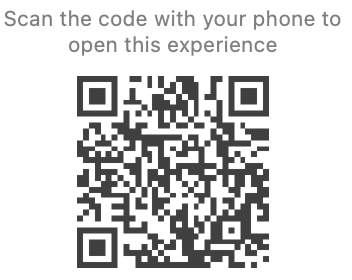 Scan the code with your phone to
open this experience